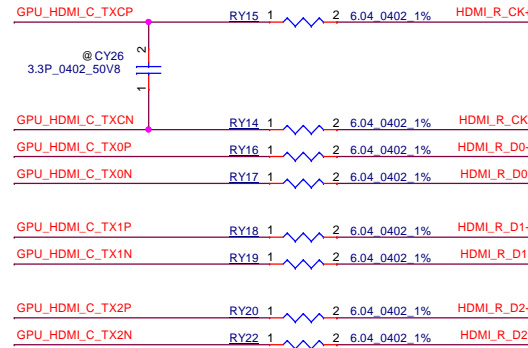 GPU_HDMI_C_TXCP RY15 1 2 6.04_0402_1% HDMI_R_CK+
@ CY26 2
3.3P_0402_50V8
1
GPU_HDMI_C_TXCN RY14 1 2 6.04_0402_1% HDMI_R_CK
GPU_HDMI_C_TX0P RY16 1 2 6.04_0402_1% HDMI_R_D0+
GPU_HDMI_C_TX0N RY17 1 2 6.04_0402_1% HDMI_R_D0
GPU_HDMI_C_TX1P RY18 1 2 6.04_0402_1% HDMI_R_D1+
GPU_HDMI_C_TX1N RY19 1 2 6.04_0402_1% HDMI_R_D1
GPU_HDMI_C_TX2P RY20 1 2 6.04_0402_1% HDMI_R_D2+
GPU_HDMI_C_TX2N RY22 1 2 6.04_0402_1% HDMI_R_D2